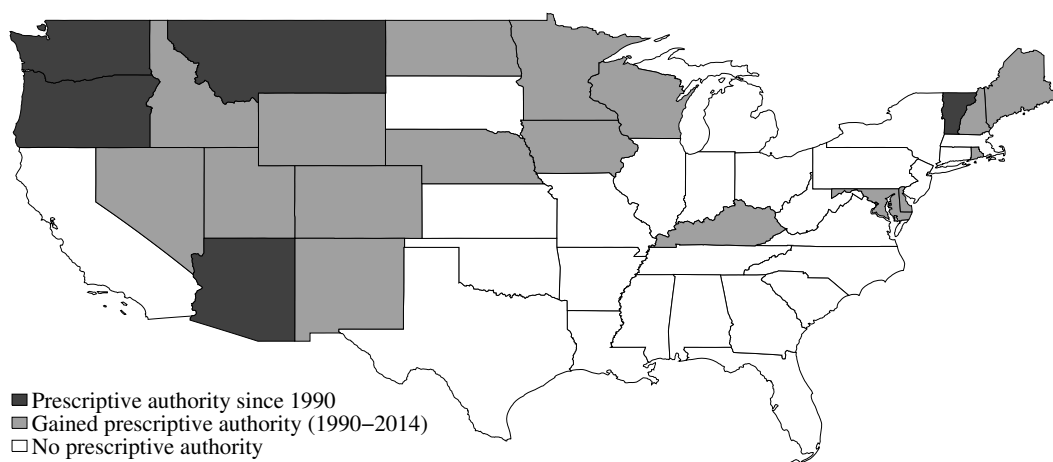 Prescriptive authority since 1990
Gained prescriptive authority (1990−2014)
No prescriptive authority